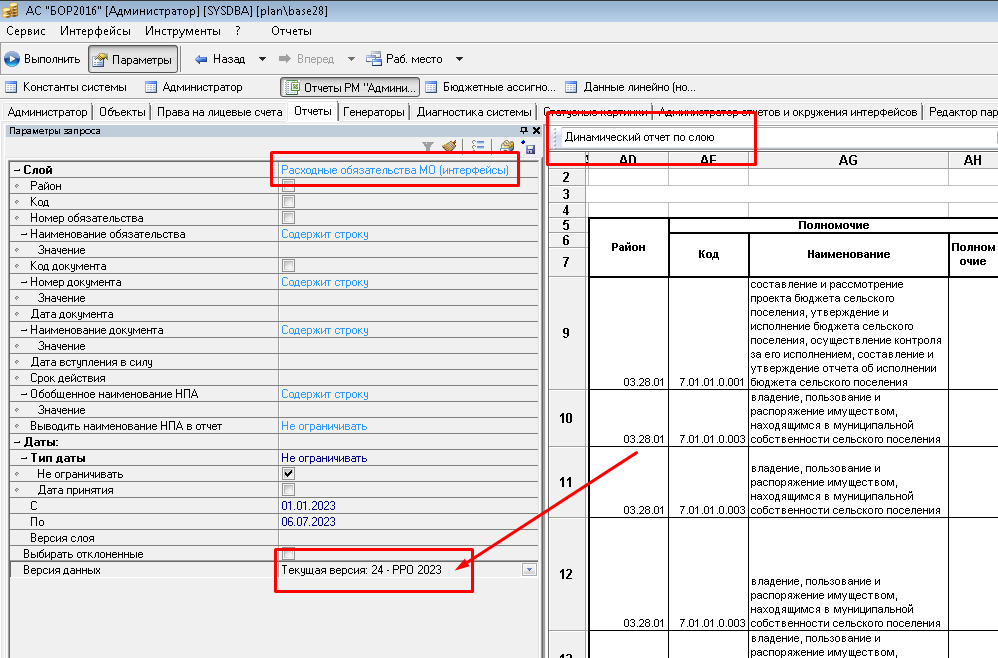 АС "БОР2016" [Администратор] [SYSDBA] [plan\base28]
Сервис Интерфейсы Инструменты ? Отчеты
Выполнить Параметры Назад Вперед Раб. место
Константы системы Администратор Отчеты РМ "Админи... Бюджетные ассигно... Данные линейно (но...
Администратор Объекты Права на лицевые счета Отчеты Генераторы Диагностика системы Статусные картинки Администратор отчетов и окружения интерфейсов Редактор пар
Параметры запроса
Слой Расходные обязательства МО (интерфейсы)
Район
Код
Номер обязательства
Наименование обязательства Содержит строку
Значение
Код документа
Номер документа Содержит строку
Значение
Дата документа
Наименование документа Содержит строку
Значение
Дата вступления в силу
Срок действия
Обобщенное наименование НПА Содержит строку
Значение
Выводить наименование НПА в отчет Не ограничивать
Даты:
Тип даты Не ограничивать
Не ограничивать
Дата принятия
С 01.01.2023
По 06.07.2023
Версия слоя
Выбирать отклоненные
Версия данных Текущая версия: 24 - РРО 2023
Динамический отчет по слою
AD AF AG AH
2
3
4
5 Полномочие
6
7
Район Код Наименование Полном
очие
составление и рассмотрение
проекта бюджета сельского
поселения, утверждение и
исполнение бюджета сельского
поселения, осуществление контроля
за его исполнением, составление и
утверждение отчета об исполнении
9 03.28.01 7.01.01.0.001 бюджета сельского поселения
владение, пользование и
распоряжение имуществом,
находящимся в муниципальной
10 03.28.01 7.01.01.0.003 собственности сельского поселения
владение, пользование и
распоряжение имуществом,
находящимся в муниципальной
11 03.28.01 7.01.01.0.003 собственности сельского поселения
владение, пользование и
распоряжение имуществом,
находящимся в муниципальной
12 03.28.01 7.01.01.0.003 собственности сельского поселения
владение, пользование и
распоряжение имуществом,
13